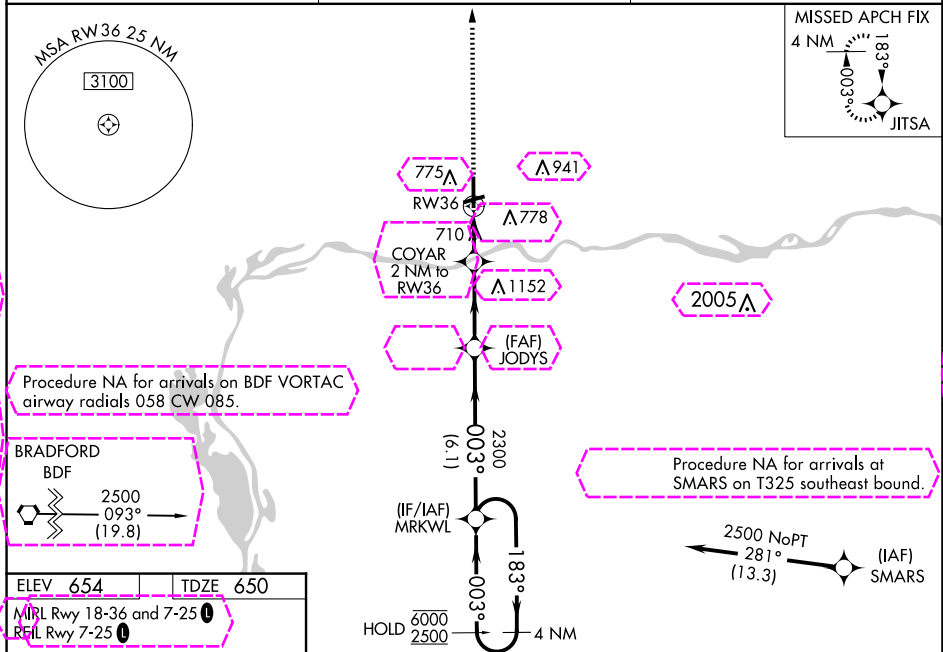 MSA RW36 25 NM
3100
MISSED APCH FIX
4 NM
183°
003°
JITSA
775
941
RW36
778
710
COYAR
2 NM to
RW36
1152
2005
(FAF)
JODYS
Procedure NA for arrivals on BDF VORTAC
airway radials 058 CW 085.
BRADFORD
BDF
2500
093°
(19.8)
2300
003°
(6.1)
Procedure NA for arrivals at
SMARS on T325 southeast bound.
(IF/IAF)
MRKWL
2500 NoPT
281°
(13.3)
(IAF)
SMARS
183°
003°
HOLD 6000
2500
4 NM
ELEV 654 TDZE 650
MIRL Rwy 18-36 and 7-25 L
REIL Rwy 7-25 L